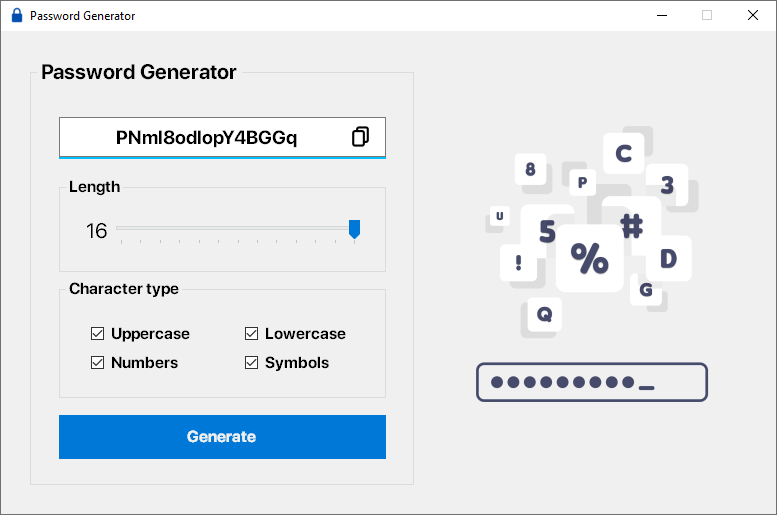 Password Generator
Password Generator
PNml8odlopY4BGGq
Length
16
Character type
Uppercase
Lowercase
Numbers
Symbols
Generate
C
8
P
3
U
5
#
!
%
D
G
Q